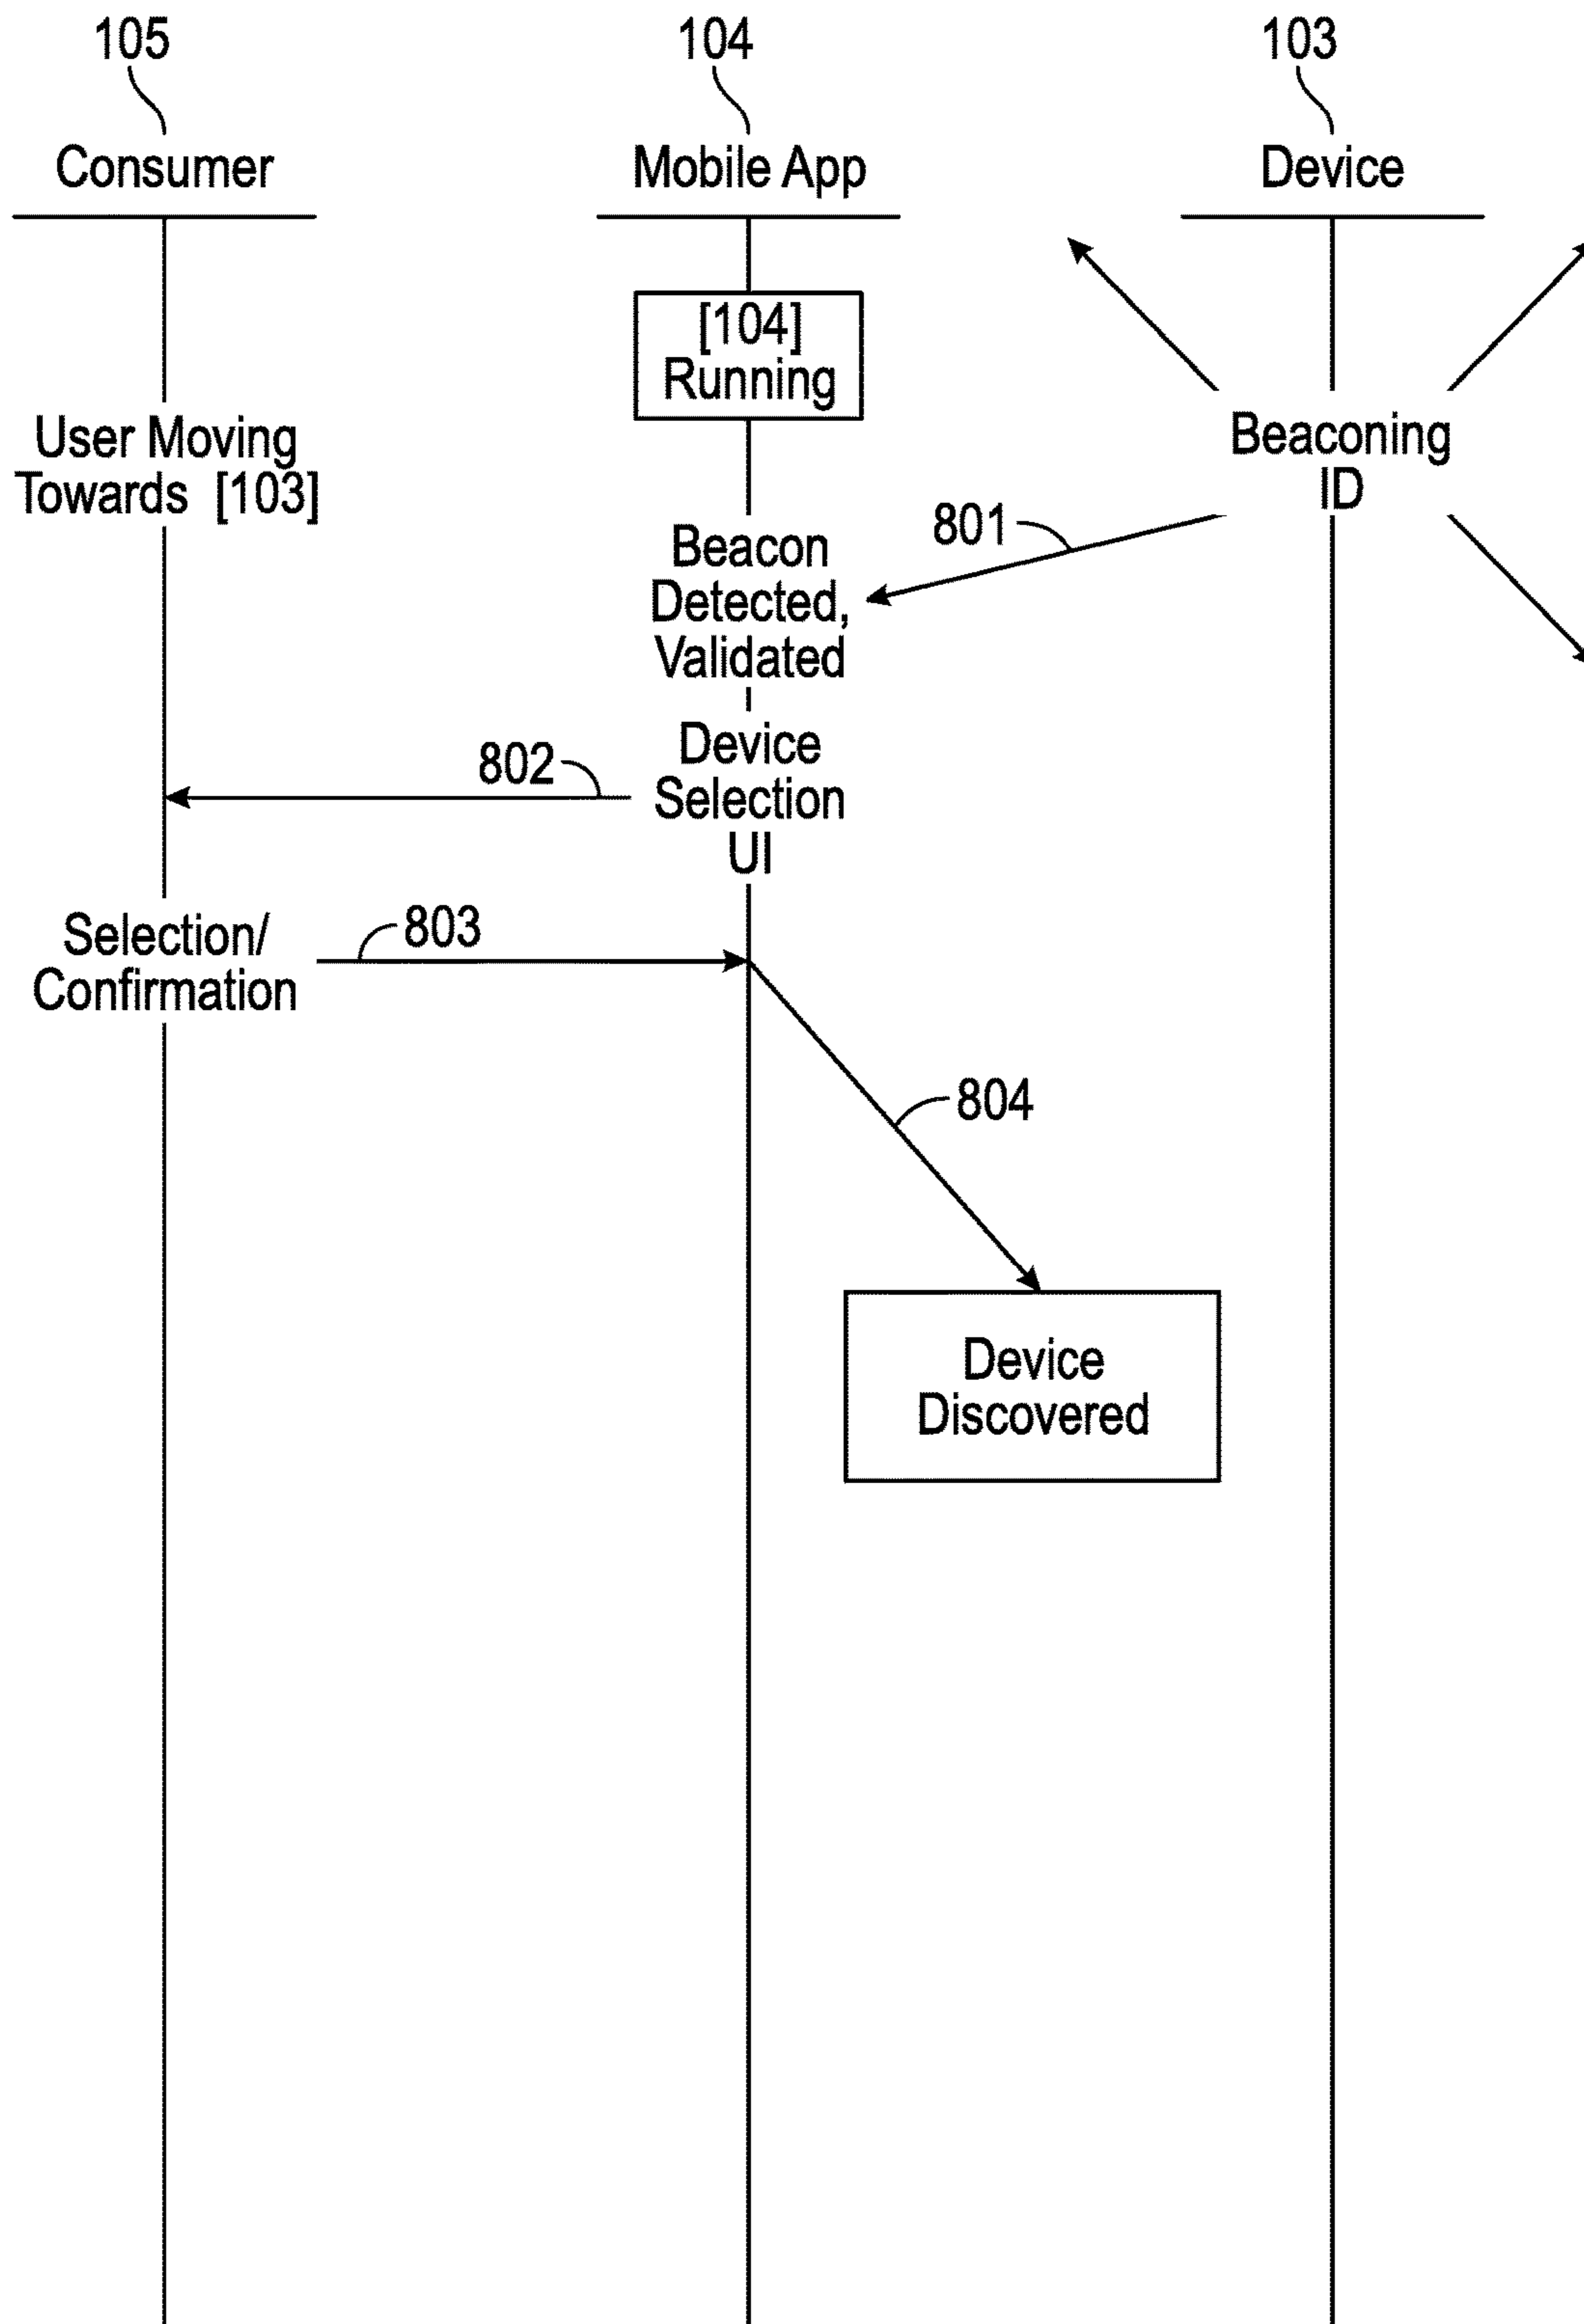 105
104
103
Consumer
Mobile App
Device
[104]
Running
User Moving
Towards [103]
Beaconing
ID
801
Beacon
Detected,
Validated
802
Device
Selection
UI
Selection/
Confirmation
803
804
Device
Discovered